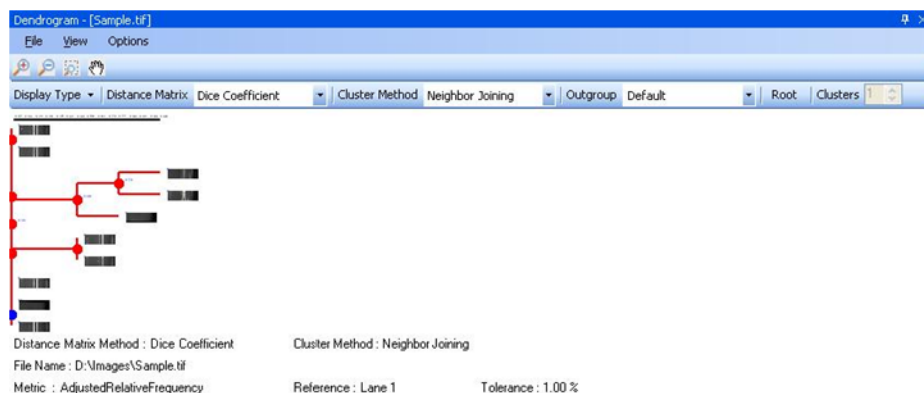 Dendrogram - [Sample.tif]
File View Options
Display Type Distance Matrix Dice Coefficient Cluster Method Neighbor Joining Outgroup Default Root Clusters 1
Distance Matrix Method : Dice Coefficient Cluster Method : Neighbor Joining
File Name : D:\Images\Sample.tif
Metric : AdjustedRelativeFrequency Reference : Lane 1 Tolerance : 1.00 %